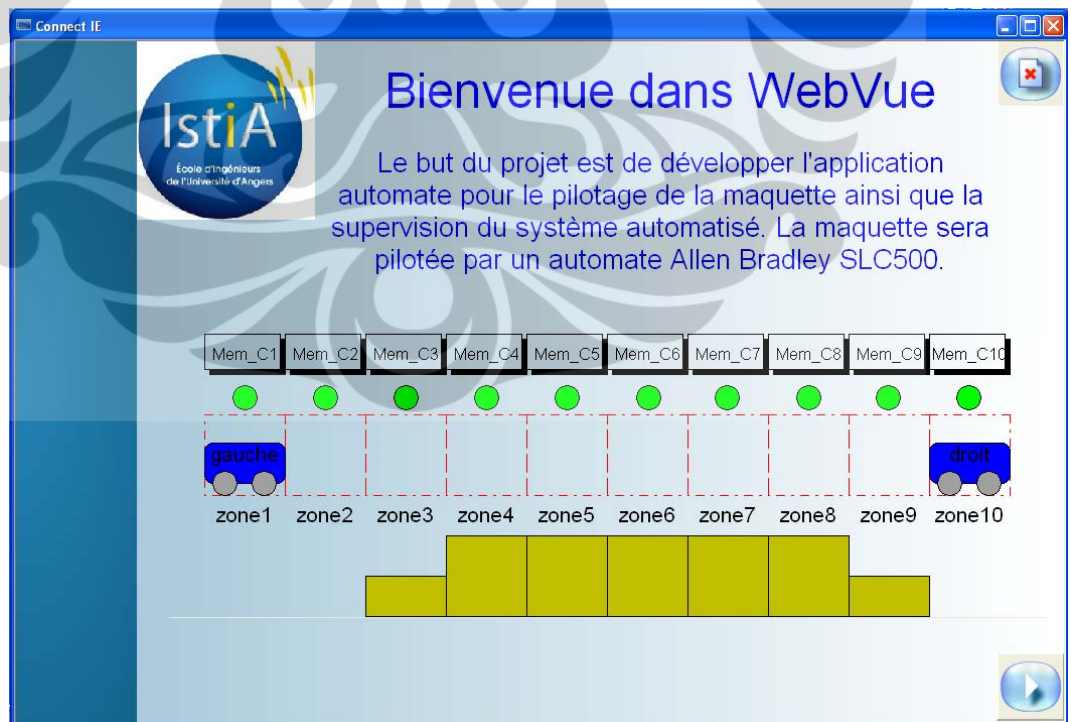 Connect IE
IstiA
École d'Ingénieurs
de l'Université d'Angers
Bienvenue dans WebVue
Le but du projet est de développer l'application
automate pour le pilotage de la maquette ainsi que la
supervision du système automatisé. La maquette sera
pilotée par un automate Allen Bradley SLC500.
Mem_C1 Mem_C2 Mem_C3 Mem_C4 Mem_C5 Mem_C6 Mem_C7 Mem_C8 Mem_C9 Mem_C10
gauche droit
zone1 zone2 zone3 zone4 zone5 zone6 zone7 zone8 zone9 zone10